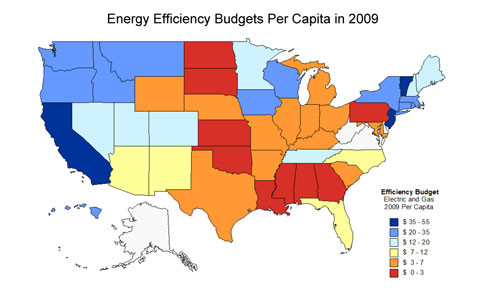 Energy Efficiency Budgets Per Capita in 2009
Efficiency Budget
Electric and Gas
2009 Per Capita
$ 35 - 55
$ 20 - 35
$ 12 - 20
$ 7 - 12
$ 3 - 7
$ 0 - 3